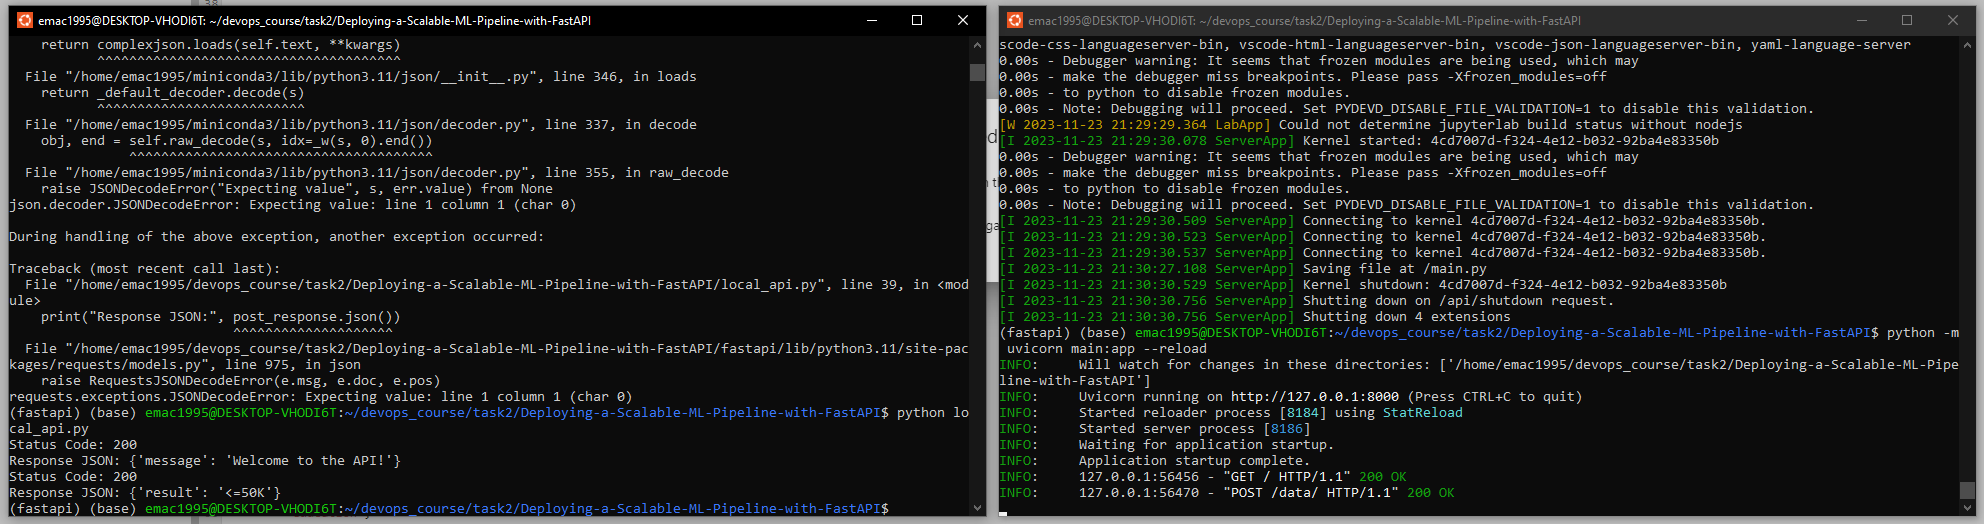 38
emac1995@DESKTOP-VHODI6T: ~/devops_course/task2/Deploying-a-Scalable-ML-Pipeline-with-FastAPI
    return complexjson.loads(self.text, **kwargs)
           ^^^^^^^^^^^^^^^^^^^^^^^^^^^^^^^^^^^^^^
  File "/home/emac1995/miniconda3/lib/python3.11/json/__init__.py", line 346, in loads
    return _default_decoder.decode(s)
           ^^^^^^^^^^^^^^^^^^^^^^^^^^
  File "/home/emac1995/miniconda3/lib/python3.11/json/decoder.py", line 337, in decode
    obj, end = self.raw_decode(s, idx=_w(s, 0).end())
               ^^^^^^^^^^^^^^^^^^^^^^^^^^^^^^^^^^^^^^
  File "/home/emac1995/miniconda3/lib/python3.11/json/decoder.py", line 355, in raw_decode
    raise JSONDecodeError("Expecting value", s, err.value) from None
json.decoder.JSONDecodeError: Expecting value: line 1 column 1 (char 0)
During handling of the above exception, another exception occurred:
Traceback (most recent call last):
  File "/home/emac1995/devops_course/task2/Deploying-a-Scalable-ML-Pipeline-with-FastAPI/local_api.py", line 39, in <mod
ule>
    print("Response JSON:", post_response.json())
                            ^^^^^^^^^^^^^^^^^^^^
  File "/home/emac1995/devops_course/task2/Deploying-a-Scalable-ML-Pipeline-with-FastAPI/fastapi/lib/python3.11/site-pac
kages/requests/models.py", line 975, in json
    raise RequestsJSONDecodeError(e.msg, e.doc, e.pos)
requests.exceptions.JSONDecodeError: Expecting value: line 1 column 1 (char 0)
(fastapi) (base) emac1995@DESKTOP-VHODI6T:~/devops_course/task2/Deploying-a-Scalable-ML-Pipeline-with-FastAPI$ python lo
cal_api.py
Status Code: 200
Response JSON: {'message': 'Welcome to the API!'}
Status Code: 200
Response JSON: {'result': '<=50K'}
(fastapi) (base) emac1995@DESKTOP-VHODI6T:~/devops_course/task2/Deploying-a-Scalable-ML-Pipeline-with-FastAPI$
emac1995@DESKTOP-VHODI6T: ~/devops_course/task2/Deploying-a-Scalable-ML-Pipeline-with-FastAPI
scode-css-languageserver-bin, vscode-html-languageserver-bin, vscode-json-languageserver-bin, yaml-language-server
0.00s - Debugger warning: It seems that frozen modules are being used, which may
0.00s - make the debugger miss breakpoints. Please pass -Xfrozen_modules=off
0.00s - to python to disable frozen modules.
0.00s - Note: Debugging will proceed. Set PYDEVD_DISABLE_FILE_VALIDATION=1 to disable this validation.
[W 2023-11-23 21:29:29.364 LabApp] Could not determine jupyterlab build status without nodejs
[I 2023-11-23 21:29:30.078 ServerApp] Kernel started: 4cd7007d-f324-4e12-b032-92ba4e83350b
0.00s - Debugger warning: It seems that frozen modules are being used, which may
0.00s - make the debugger miss breakpoints. Please pass -Xfrozen_modules=off
0.00s - to python to disable frozen modules.
0.00s - Note: Debugging will proceed. Set PYDEVD_DISABLE_FILE_VALIDATION=1 to disable this validation.
[I 2023-11-23 21:29:30.509 ServerApp] Connecting to kernel 4cd7007d-f324-4e12-b032-92ba4e83350b.
[I 2023-11-23 21:29:30.523 ServerApp] Connecting to kernel 4cd7007d-f324-4e12-b032-92ba4e83350b.
[I 2023-11-23 21:29:30.537 ServerApp] Connecting to kernel 4cd7007d-f324-4e12-b032-92ba4e83350b.
[I 2023-11-23 21:30:27.108 ServerApp] Saving file at /main.py
[I 2023-11-23 21:30:30.529 ServerApp] Kernel shutdown: 4cd7007d-f324-4e12-b032-92ba4e83350b
[I 2023-11-23 21:30:30.756 ServerApp] Shutting down on /api/shutdown request.
[I 2023-11-23 21:30:30.756 ServerApp] Shutting down 4 extensions
(fastapi) (base) emac1995@DESKTOP-VHODI6T:~/devops_course/task2/Deploying-a-Scalable-ML-Pipeline-with-FastAPI$ python -m
 uvicorn main:app --reload
INFO:     Will watch for changes in these directories: ['/home/emac1995/devops_course/task2/Deploying-a-Scalable-ML-Pipe
line-with-FastAPI']
INFO:     Uvicorn running on http://127.0.0.1:8000 (Press CTRL+C to quit)
INFO:     Started reloader process [8184] using StatReload
INFO:     Started server process [8186]
INFO:     Waiting for application startup.
INFO:     Application startup complete.
INFO:     127.0.0.1:56456 - "GET / HTTP/1.1" 200 OK
INFO:     127.0.0.1:56470 - "POST /data/ HTTP/1.1" 200 OK